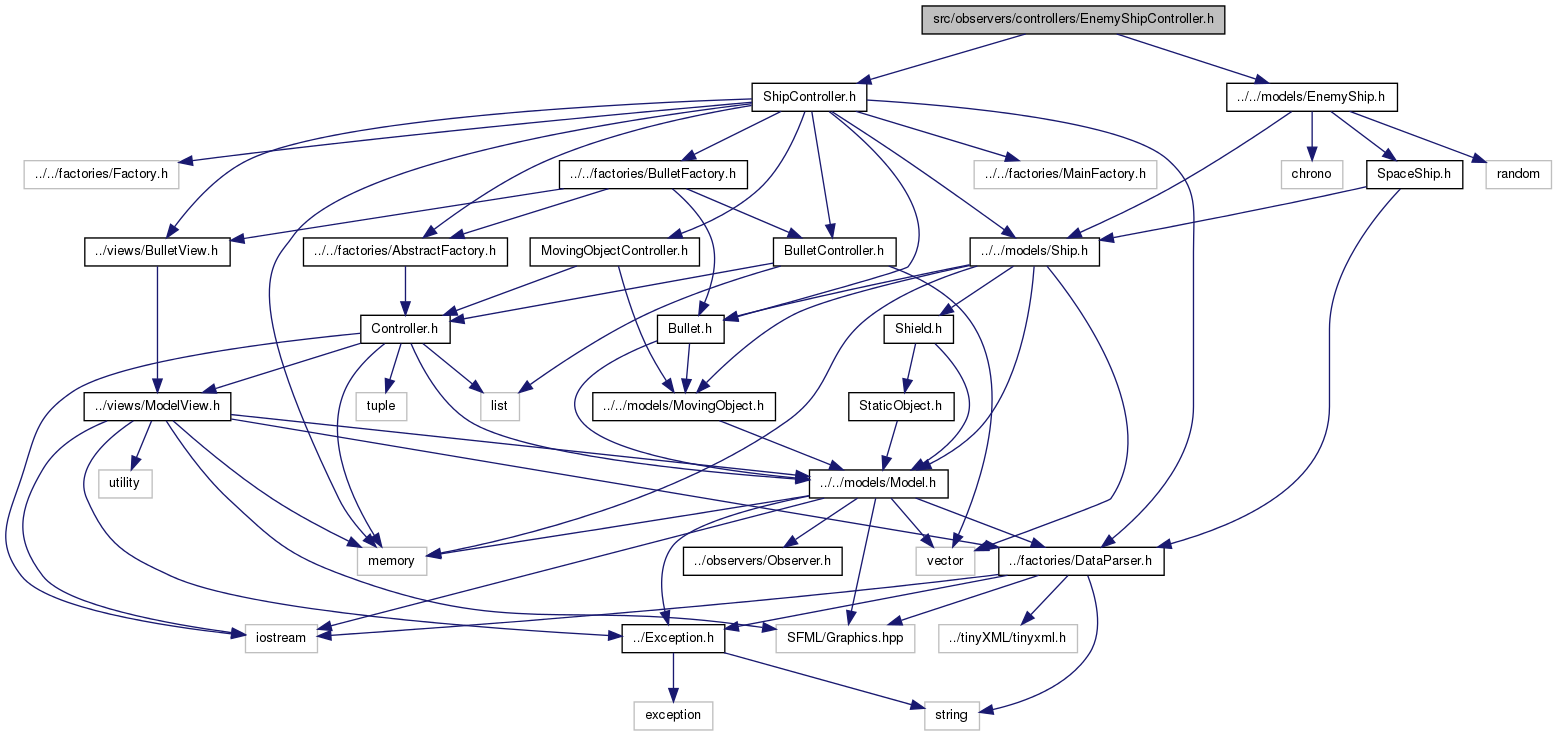 src/observers/controllers/EnemyShipController.h
ShipController.h
../../models/EnemyShip.h
../../factories/Factory.h
../../factories/BulletFactory.h
../../factories/MainFactory.h
chrono
SpaceShip.h
random
../views/BulletView.h
../../factories/AbstractFactory.h
MovingObjectController.h
BulletController.h
../../models/Ship.h
Controller.h
Bullet.h
Shield.h
../views/ModelView.h
tuple
list
../../models/MovingObject.h
StaticObject.h
utility
../../models/Model.h
memory
../observers/Observer.h
vector
../factories/DataParser.h
iostream
../Exception.h
SFML/Graphics.hpp
../tinyXML/tinyxml.h
exception
string